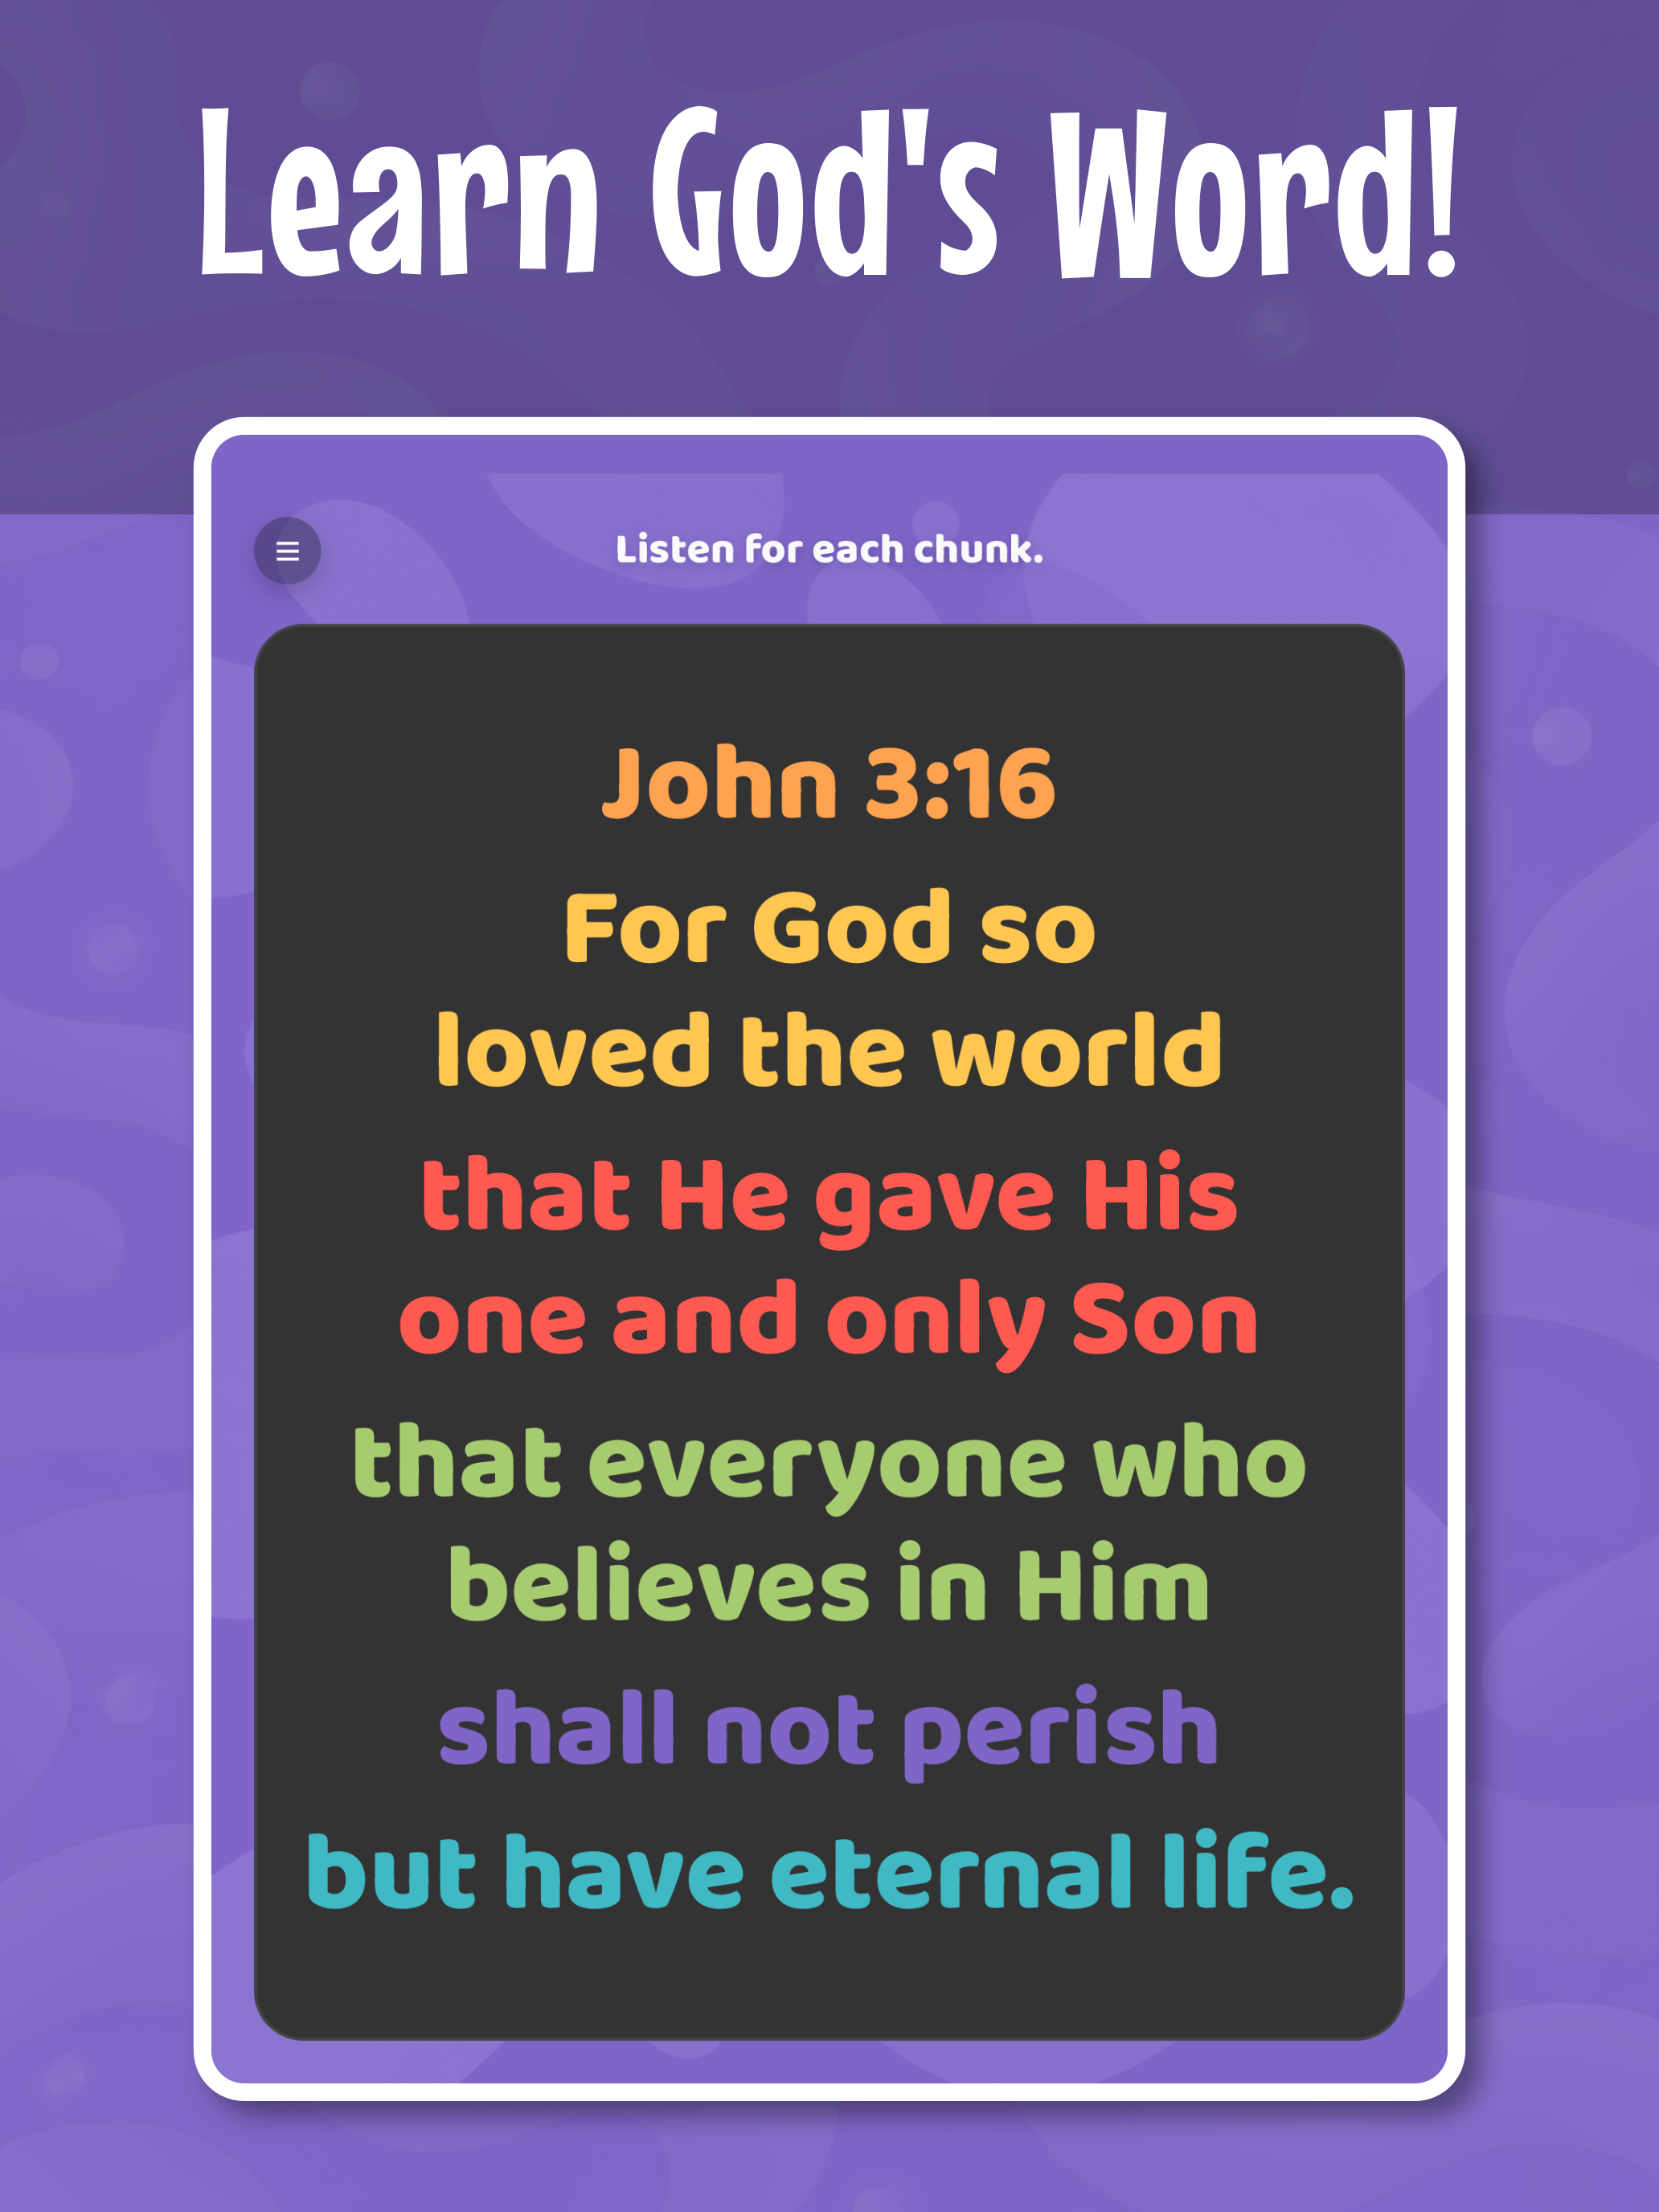 Learn God's Word!
Listen for each chunk.
John 3:16
For God so
loved the world
that He gave His
one and only Son
that everyone who
believes in Him
shall not perish
but have eternal life.